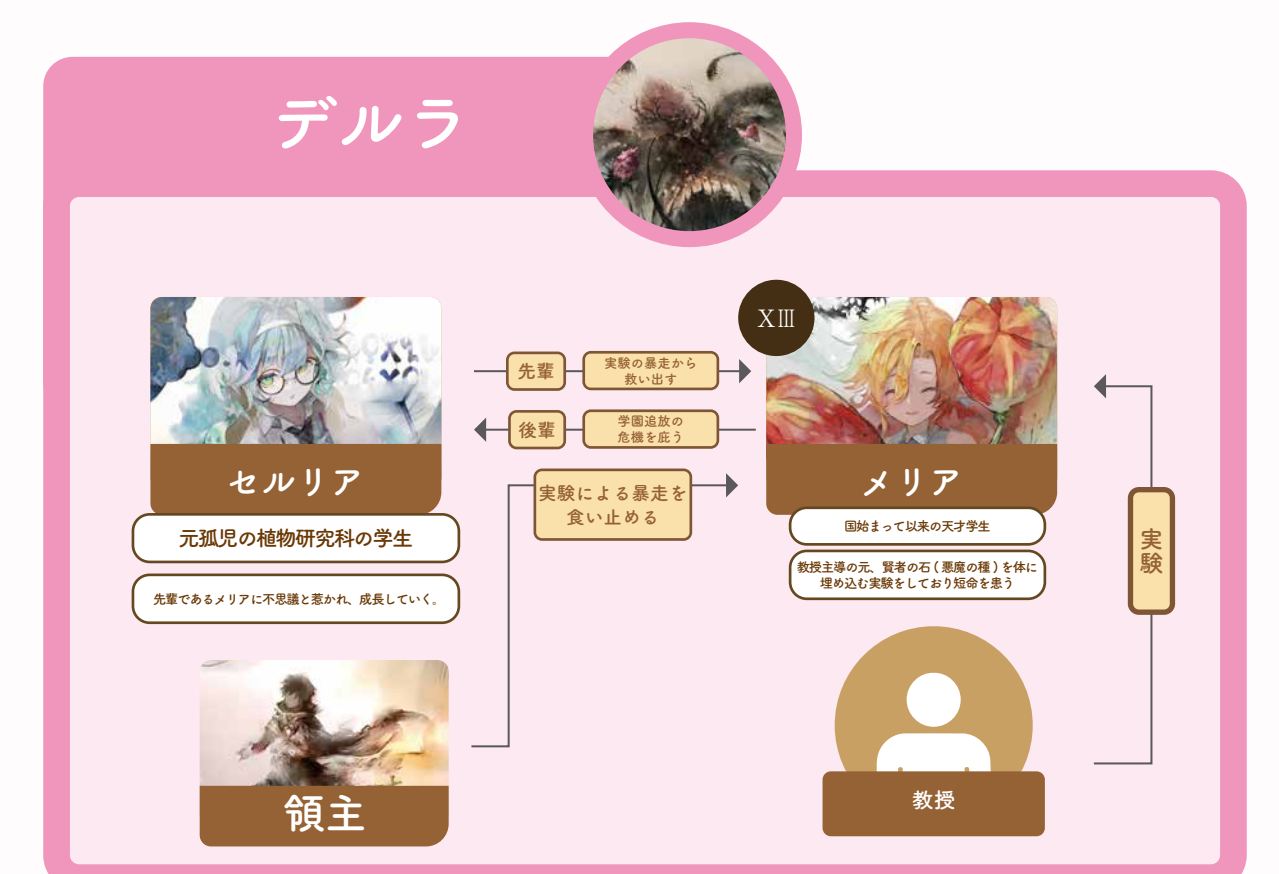 デルラ
XIII
先輩
実験の暴走から
救い出す
後輩
学園追放の
危機を庇う
実験による暴走を
食い止める
セルリア
元孤児の植物研究科の学生
先輩であるメリアに不思議と惹かれ、成長していく。
メリア
国始まって以来の天才学生
教授主導の元、賢者の石(悪魔の種)を体に
埋め込む実験をしており短命を患う
実験
領主
教授